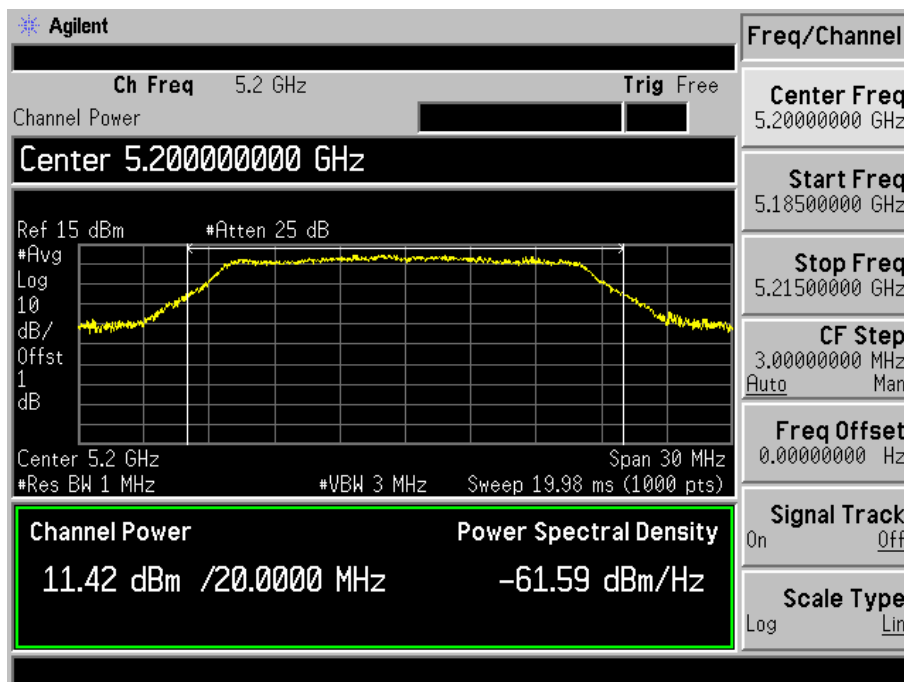 Agilent
Freq/Channel
Ch Freq 5.2 GHz Trig Free
Channel Power
Center 5.200000000 GHz
Ref 15 dBm #Atten 25 dB
#Avg
Log
10
dB/
Offst
1
dB
Center 5.2 GHz Span 30 MHz
#Res BW 1 MHz #VBW 3 MHz Sweep 19.98 ms (1000 pts)
Channel Power Power Spectral Density
11.42 dBm /20.0000 MHz -61.59 dBm/Hz
Center Freq
5.20000000 GHz
Start Freq
5.18500000 GHz
Stop Freq
5.21500000 GHz
CF Step
3.00000000 MHz
Auto Man
Freq Offset
0.00000000 Hz
Signal Track
On Off
Scale Type
Log Lin